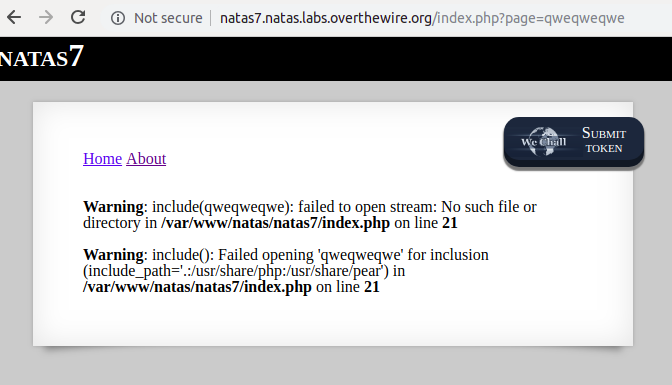 Not secure | natas7.natas.labs.overthewire.org/index.php?page=qweqweqwe
NATAS7
We Chall
SUBMIT
TOKEN
Home About
Warning: include(qweqweqwe): failed to open stream: No such file or
directory in /var/www/natas/natas7/index.php on line 21
Warning: include(): Failed opening 'qweqweqwe' for inclusion
(include_path='.:/usr/share/php:/usr/share/pear') in
/var/www/natas/natas7/index.php on line 21